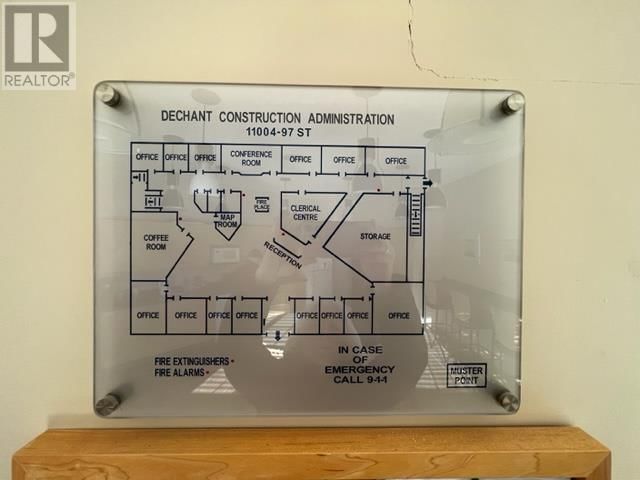 REALTOR®
DECHANT CONSTRUCTION ADMINISTRATION
11004-97 ST
OFFICE OFFICE OFFICE CONFERENCE ROOM OFFICE OFFICE OFFICE
FIRE PLACE
MAP ROOM
CLERICAL CENTRE
COFFEE ROOM
RECEPTION
STORAGE
OFFICE OFFICE OFFICE OFFICE OFFICE OFFICE OFFICE OFFICE
FIRE EXTINGUISHERS
FIRE ALARMS
IN CASE
OF
EMERGENCY
CALL 9-1-1
MUSTER
POINT